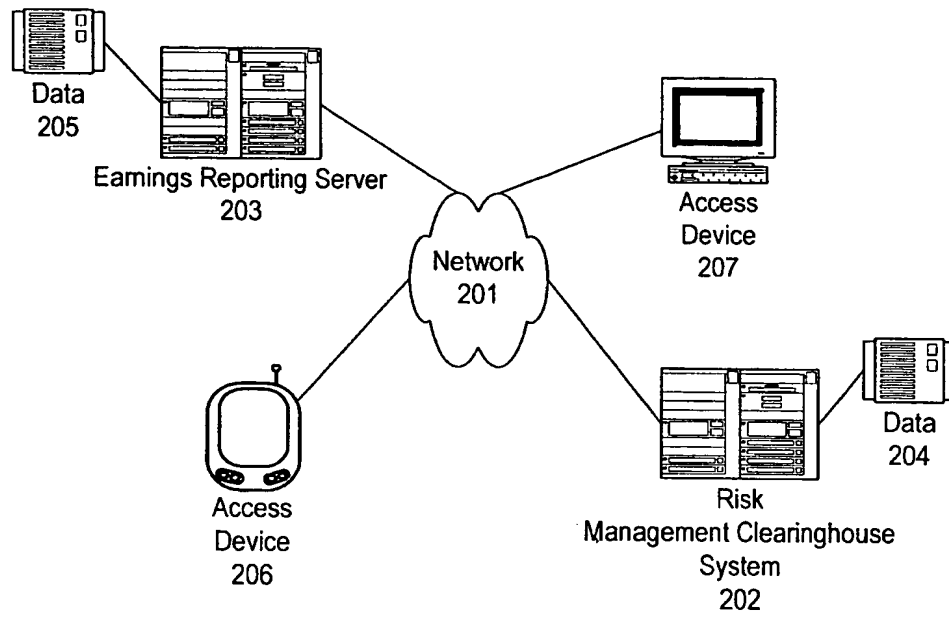 Data
205
Earnings Reporting Server
203
Access
Device
207
Network
201
Data
204
Access
Device
206
Risk
Management Clearinghouse
System
202